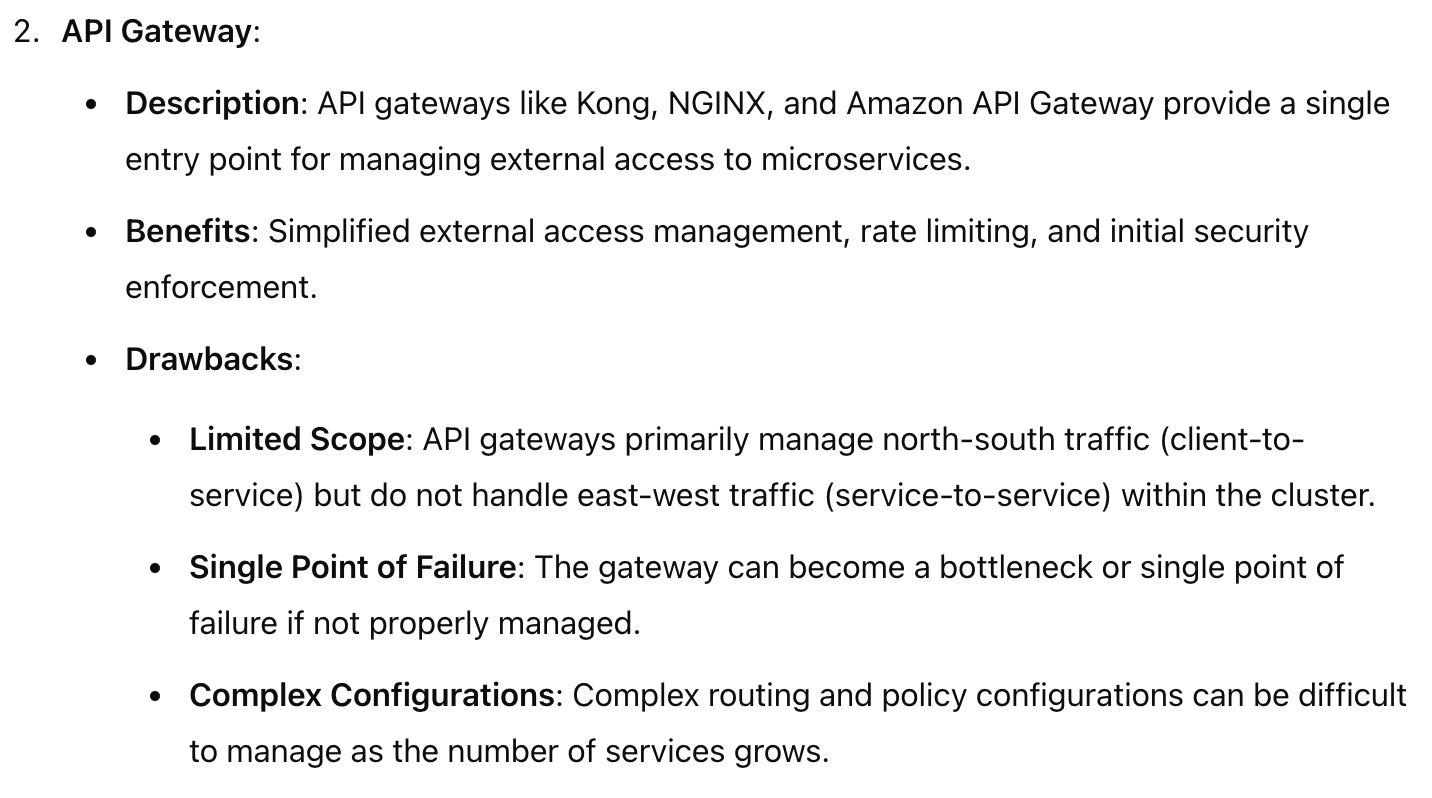 2. API Gateway:
• Description: API gateways like Kong, NGINX, and Amazon API Gateway provide a single
entry point for managing external access to microservices.
• Benefits: Simplified external access management, rate limiting, and initial security
enforcement.
• Drawbacks:
• Limited Scope: API gateways primarily manage north-south traffic (client-to-
service) but do not handle east-west traffic (service-to-service) within the cluster.
• Single Point of Failure: The gateway can become a bottleneck or single point of
failure if not properly managed.
• Complex Configurations: Complex routing and policy configurations can be difficult
to manage as the number of services grows.